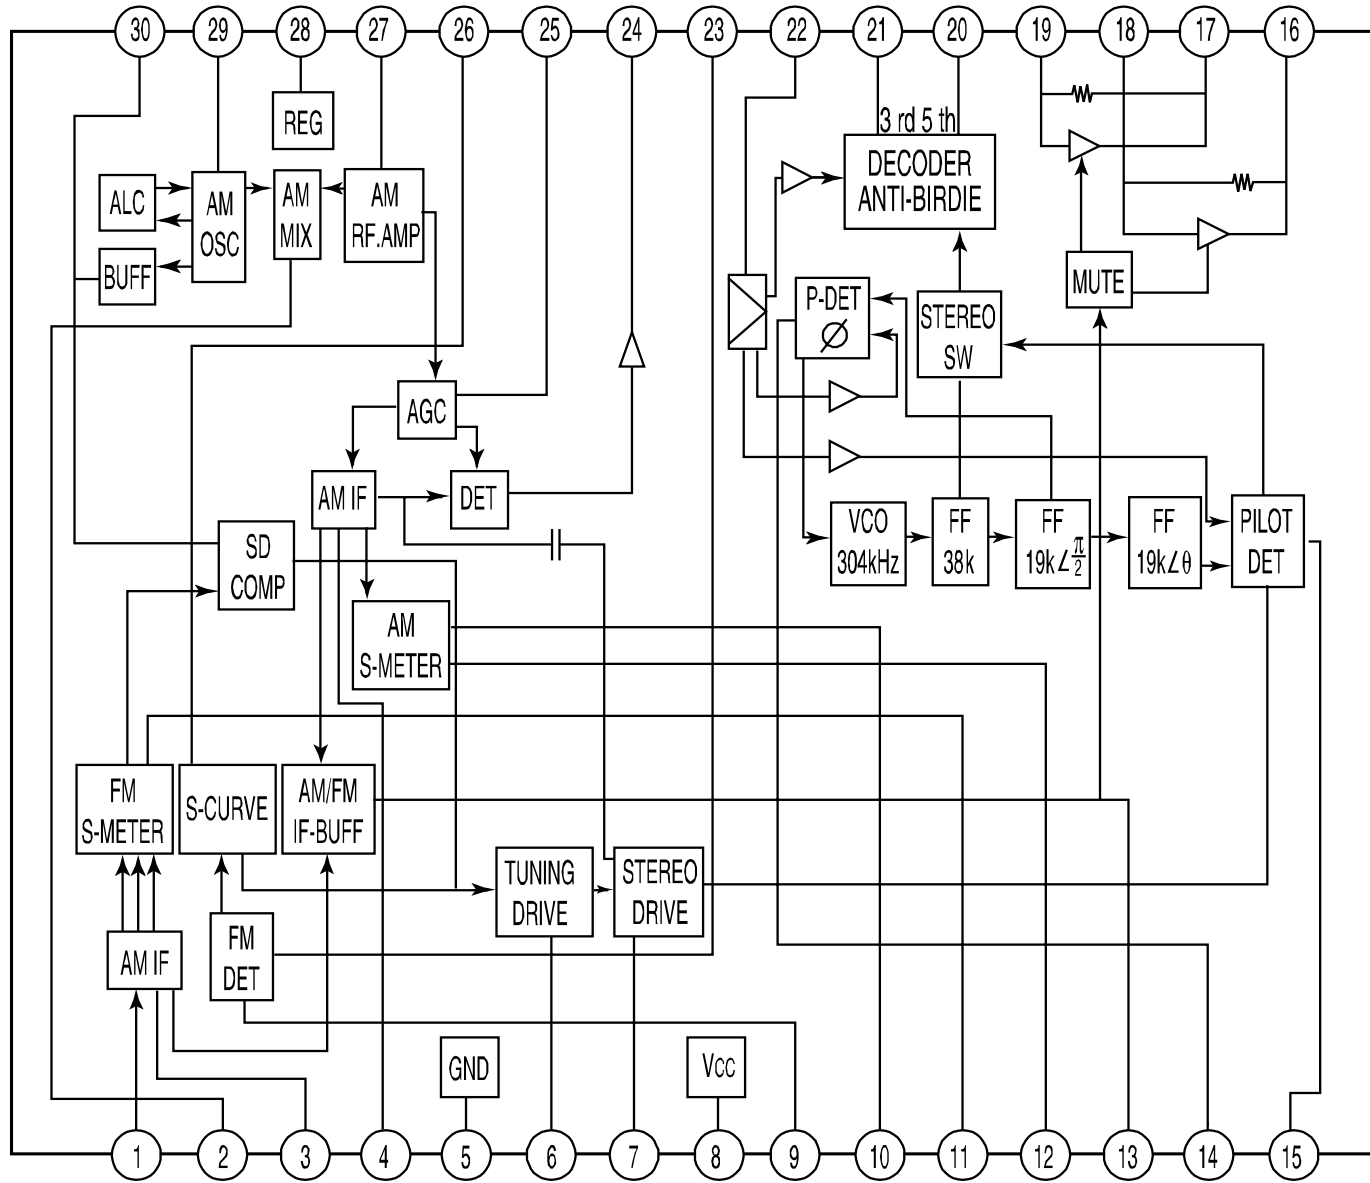 30 29 28 27 26 25 24 23 22 21 20 19 18 17 16
REG
3 rd 5 th
DECODER
ANTI-BIRDIE
ALC
AM
OSC
AM
MIX
AM
RF.AMP
BUFF
MUTE
P-DET
Ø
STEREO
SW
AGC
AM IF
DET
SD
COMP
VCO
304kHz
FF
38k
FF
19k∠π/2
FF
19k∠θ
PILOT
DET
AM
S-METER
FM
S-METER
S-CURVE
AM/FM
IF-BUFF
TUNING
DRIVE
STEREO
DRIVE
AM IF
FM
DET
GND
Vcc
1 2 3 4 5 6 7 8 9 10 11 12 13 14 15